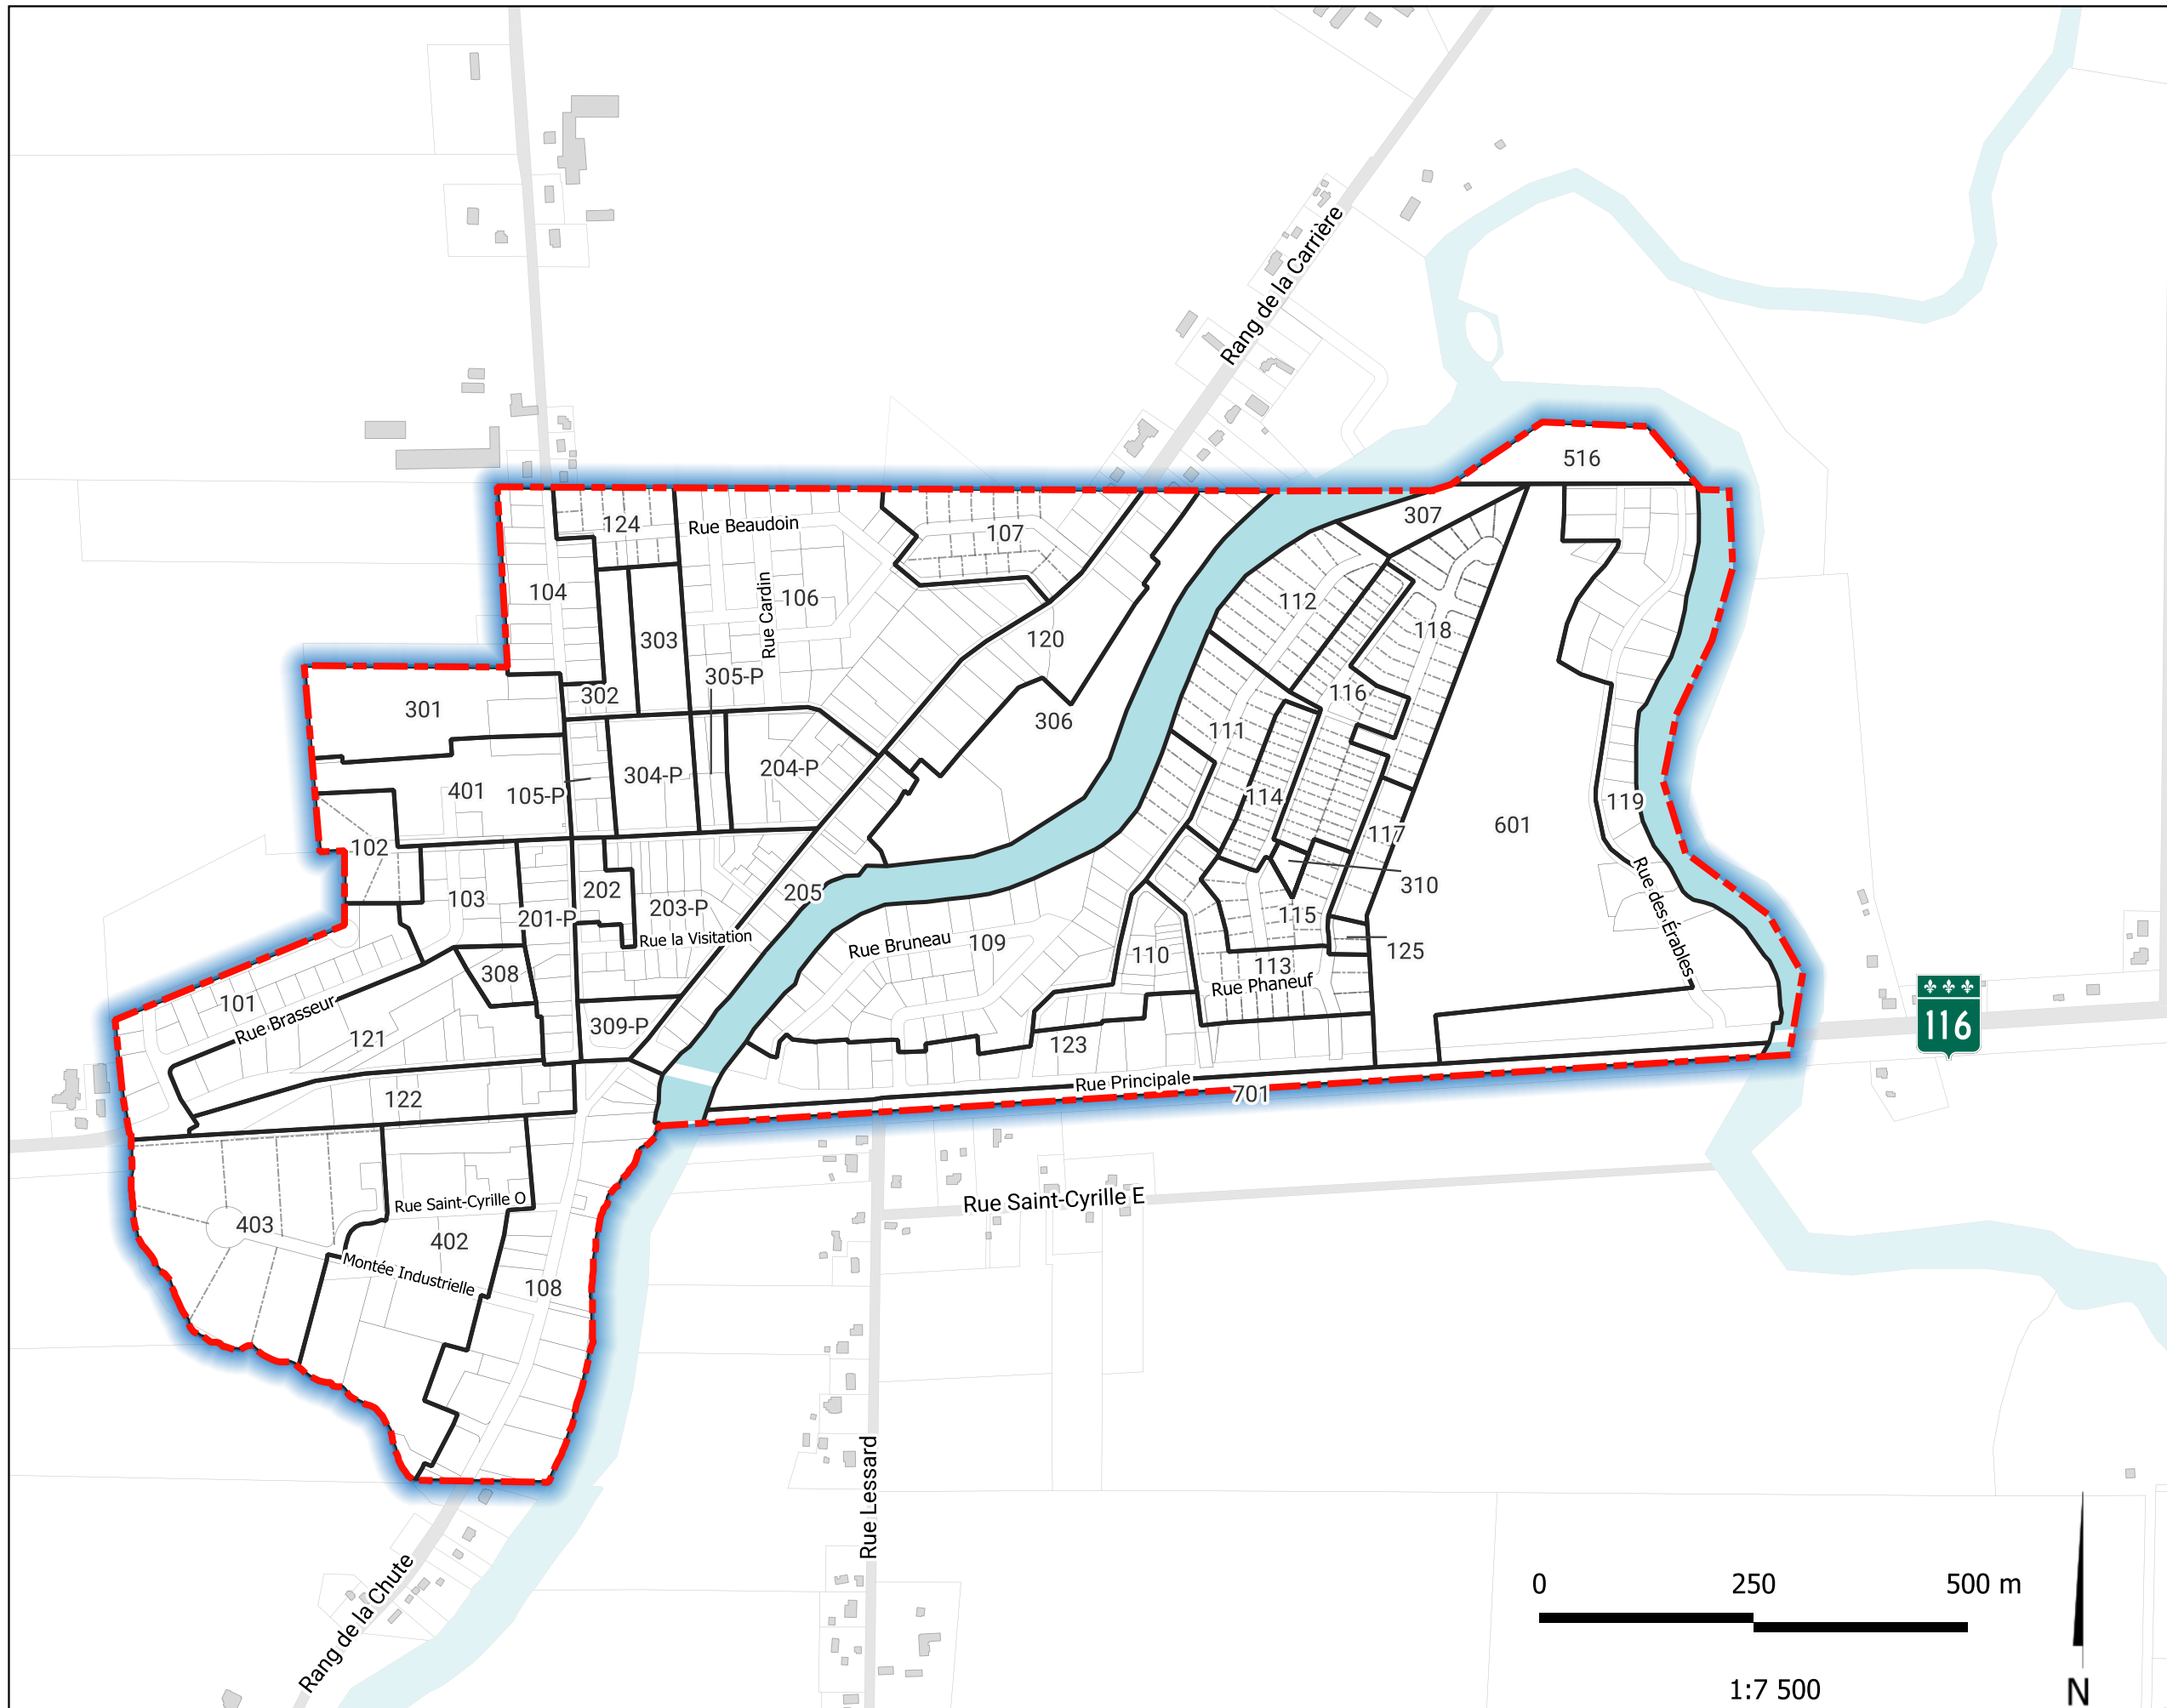 Rang de la Carrière
516
124
Rue Beaudoin
107
307
104
Rue Cardin
106
112
303
120
118
305-P
302
116
301
306
111
304-P
204-P
401
105-P
114
119
601
117
102
310
103
202
205
201-P
203-P
115
Rue la Visitation
Rue Bruneau
109
Rue des Érables
110
125
308
113
Rue Phaneuf
101
Rue Brasseur
309-P
116
121
123
122
Rue Principale
701
Rue Saint-Cyrille O
Rue Saint-Cyrille E
403
402
Montée Industrielle
108
Rue Lessard
Rang de la Chute
0 250 500 m
1:7 500
N